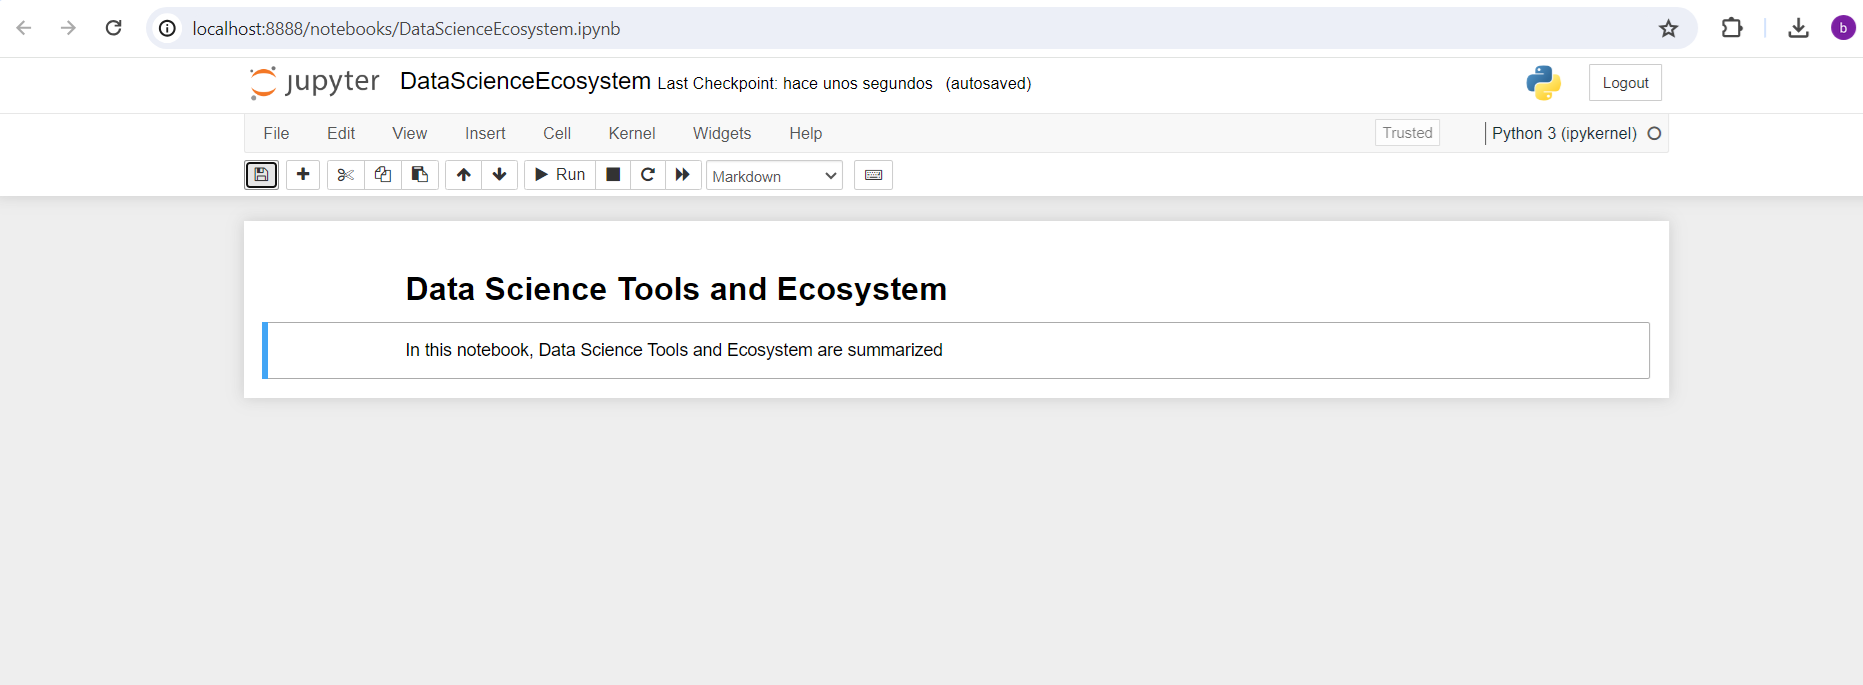 localhost:8888/notebooks/DataScienceEcosystem.ipynb
b
jupyter DataScienceEcosystem Last Checkpoint: hace unos segundos (autosaved)
Logout
File Edit View Insert Cell Kernel Widgets Help
Trusted Python 3 (ipykernel)
Run Markdown
Data Science Tools and Ecosystem
In this notebook, Data Science Tools and Ecosystem are summarized